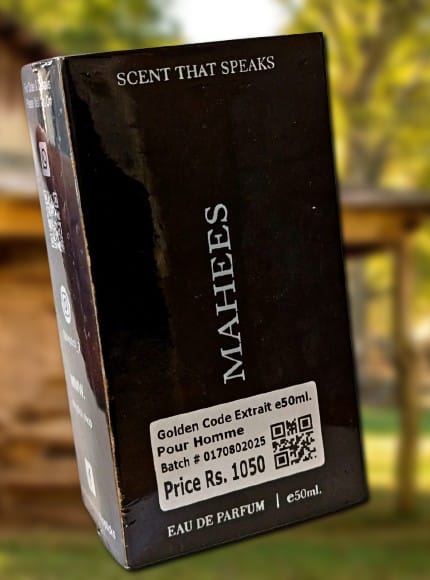 SCENT THAT SPEAKS
MAHEES
Golden Code Extrait e50ml.
Pour Homme
Batch # 0170802025
Price Rs. 1050
EAU DE PARFUM | e50ml.